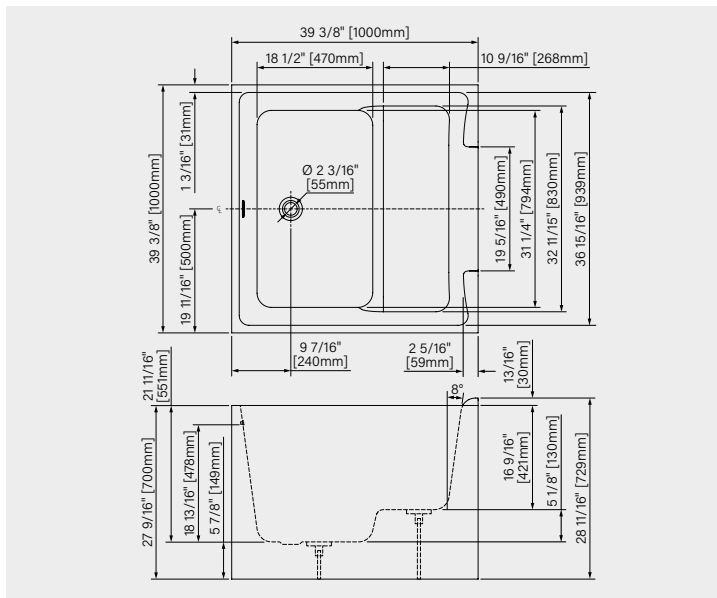 39 3/8" [1000mm]
18 1/2" [470mm]
10 9/16" [268mm]
39 3/8" [1000mm]
1 3/16" [31mm]
19 11/16" [500mm]
℄
Ø 2 3/16"
[55mm]
19 5/16" [490mm]
31 1/4" [794mm]
32 11/15" [830mm]
36 15/16" [939mm]
9 7/16"
[240mm]
2 5/16"
[59mm]
13/16"
[30mm]
21 11/16"
[551mm]
8°
27 9/16" [700mm]
18 13/16" [478mm]
5 7/8" [149mm]
16 9/16"
[421mm]
5 1/8" [130mm]
28 11/16" [729mm]